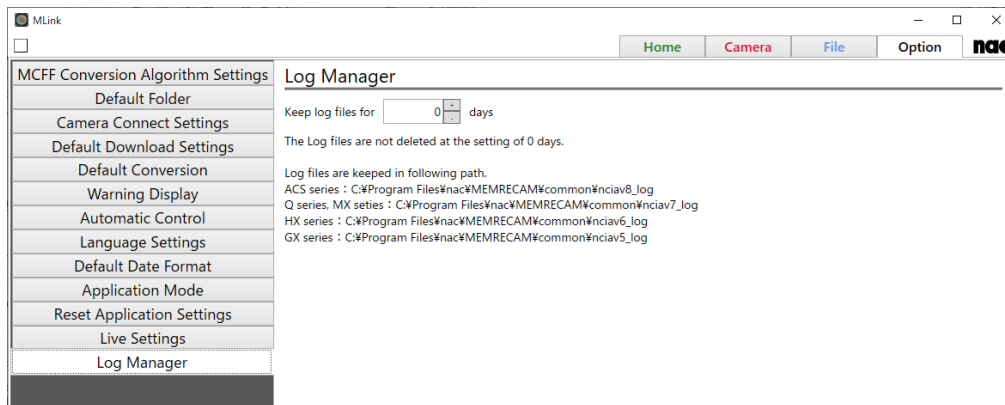 MLink
Home
Camera
File
Option
nac
MCFF Conversion Algorithm Settings
Default Folder
Camera Connect Settings
Default Download Settings
Default Conversion
Warning Display
Automatic Control
Language Settings
Default Date Format
Application Mode
Reset Application Settings
Live Settings
Log Manager
Log Manager
Keep log files for 0 days
The Log files are not deleted at the setting of 0 days.
Log files are keeped in following path.
ACS series：C:¥Program Files¥nac¥MEMRECAM¥common¥nciav8_log
Q series, MX seties：C:¥Program Files¥nac¥MEMRECAM¥common¥nciav7_log
HX series：C:¥Program Files¥nac¥MEMRECAM¥common¥nciav6_log
GX series：C:¥Program Files¥nac¥MEMRECAM¥common¥nciav5_log